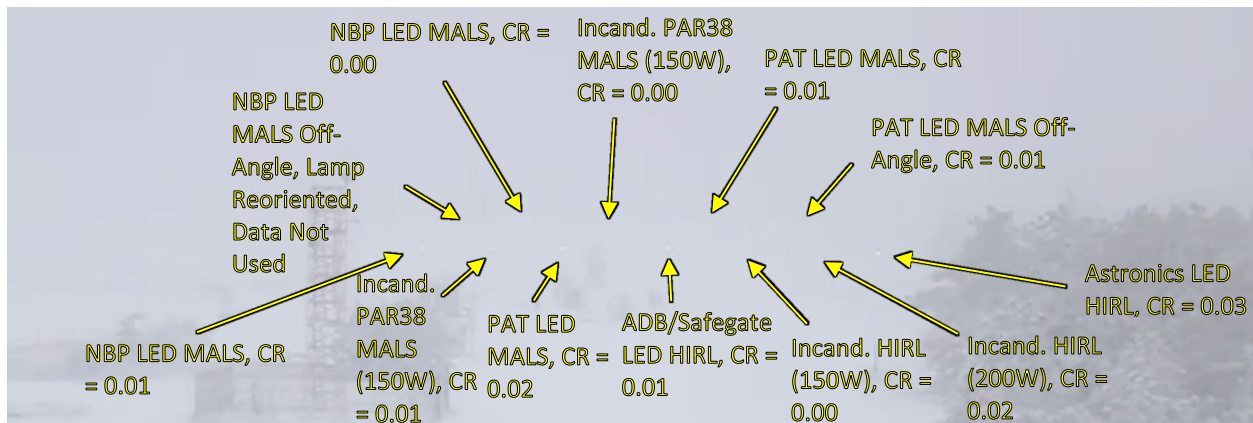 NBP LED MALS, CR =
0.00
Incand. PAR38
MALS (150W),
CR = 0.00
PAT LED MALS, CR
= 0.01
NBP LED
MALS Off-
Angle, Lamp
Reoriented,
Data Not
Used
PAT LED MALS Off-
Angle, CR = 0.01
NBP LED MALS, CR
= 0.01
Incand.
PAR38
MALS
(150W), CR
= 0.01
PAT LED
MALS, CR =
0.02
ADB/Safegate
LED HIRL, CR =
0.01
Incand. HIRL
(150W), CR =
0.00
Incand. HIRL
(200W), CR =
0.02
Astronics LED
HIRL, CR = 0.03